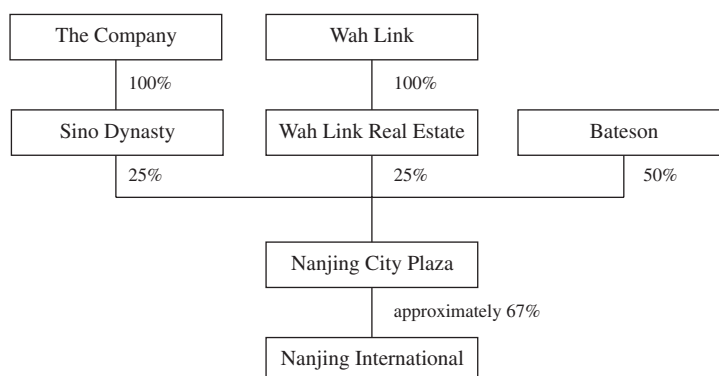 The Company
Wah Link
100%
100%
Sino Dynasty
Wah Link Real Estate
Bateson
25%
25%
50%
Nanjing City Plaza
approximately 67%
Nanjing International